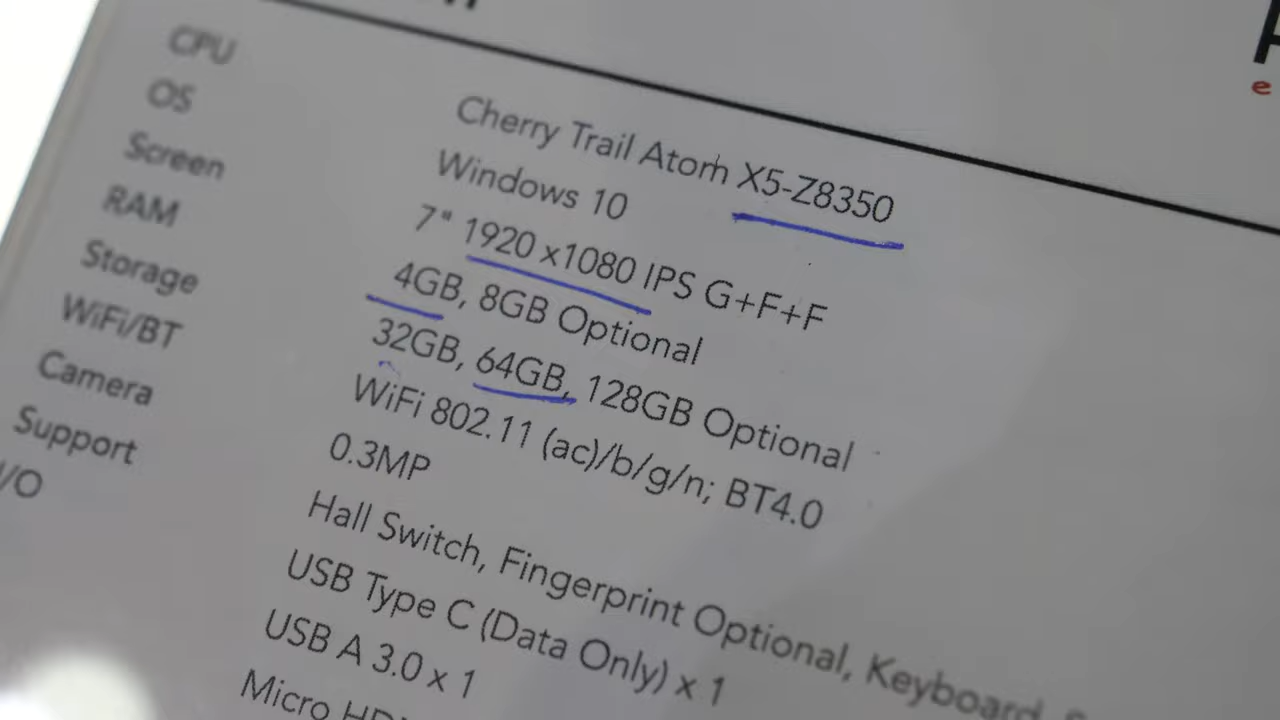 CPU Cherry Trail Atom X5-Z8350
OS Windows 10
Screen 7" 1920 x1080 IPS G+F+F
RAM 4GB, 8GB Optional
Storage 32GB, 64GB, 128GB Optional
WiFi/BT WiFi 802.11 (ac)/b/g/n; BT4.0
Camera 0.3MP
Support Hall Switch, Fingerprint Optional, Keyboard
I/O USB Type C (Data Only) x 1
USB A 3.0 x 1
Micro